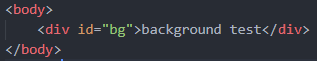 <body>
    <div id="bg">background test</div>
</body>